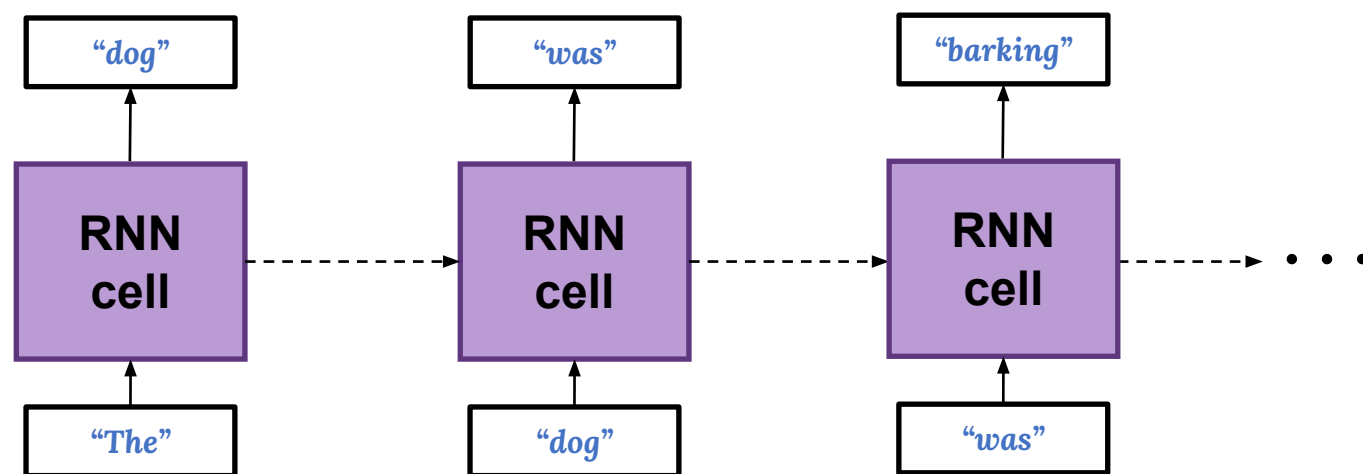 “dog” “was” “barking”
RNN RNN RNN
cell cell cell
“The” “dog” “was”